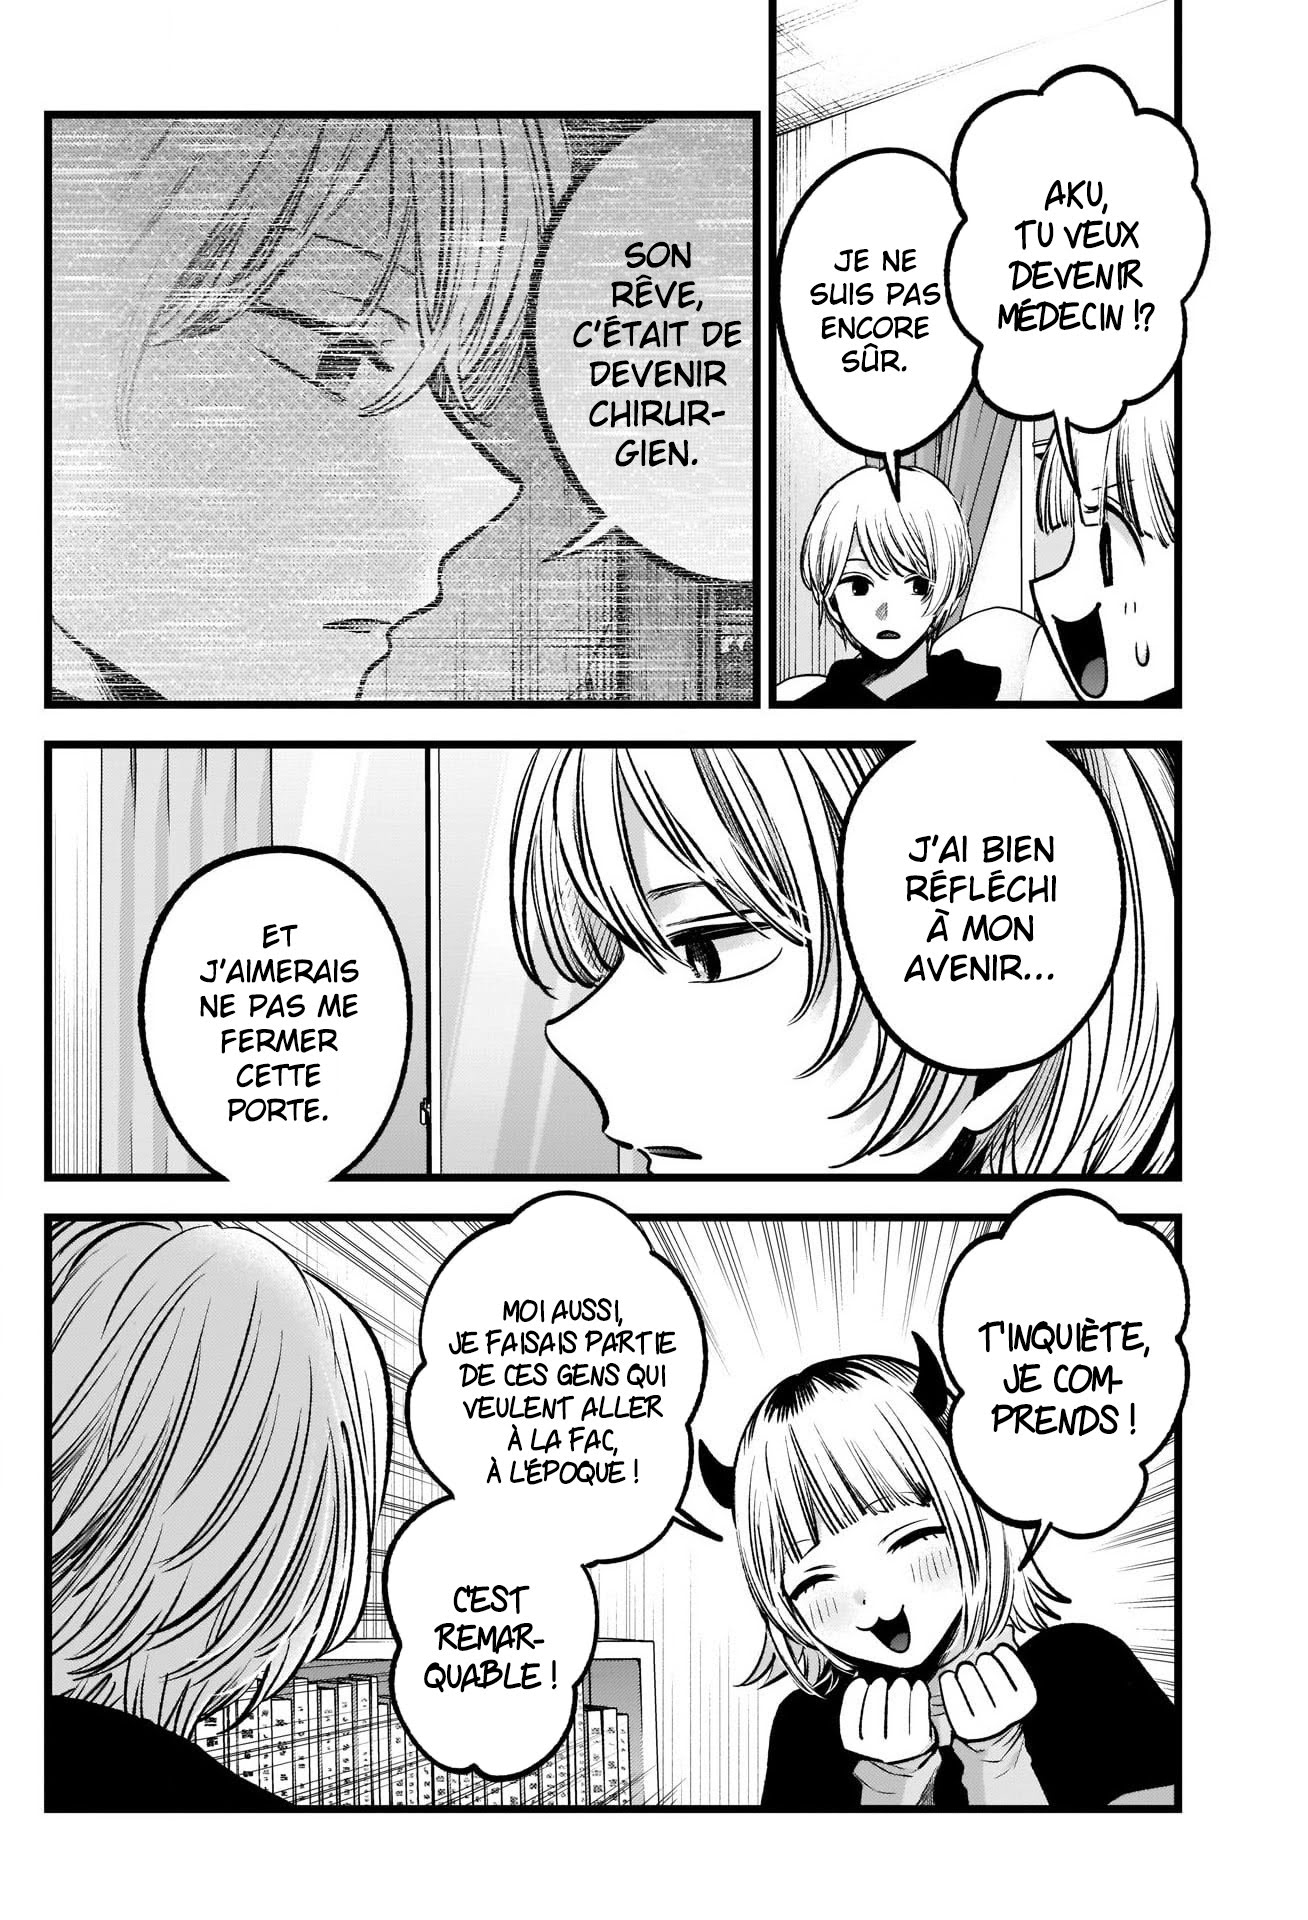 AKU,
TU VEUX
DEVENIR
MÉDECIN !?
JE NE
SUIS PAS
ENCORE
SÛR.
SON
RÊVE,
C'ÉTAIT DE
DEVENIR
CHIRUR-
GIEN.
J'AI BIEN
RÉFLÉCHI
À MON
AVENIR...
ET
J'AIMERAIS
NE PAS ME
FERMER
CETTE
PORTE.
T'INQUIÈTE,
JE COM-
PRENDS !
MOI AUSSI,
JE FAISAIS PARTIE
DE CES GENS QUI
VEULENT ALLER
À LA FAC,
À L'ÉPOQUE !
C'EST
REMAR-
QUABLE !